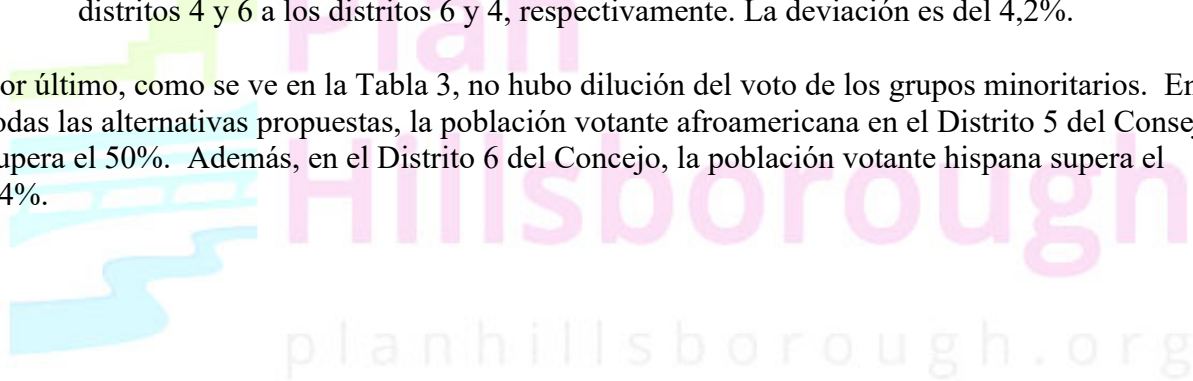 distritos 4 y 6 a los distritos 6 y 4, respectivamente. La deviación es del 4,2%.
or último, como se ve en la Tabla 3, no hubo dilución del voto de los grupos minoritarios. En
odas las alternativas propuestas, la población votante afroamericana en el Distrito 5 del Consej
upera el 50%. Además, en el Distrito 6 del Concejo, la población votante hispana supera el
4%.
Plan
Hillsborough
planhillsborough.org